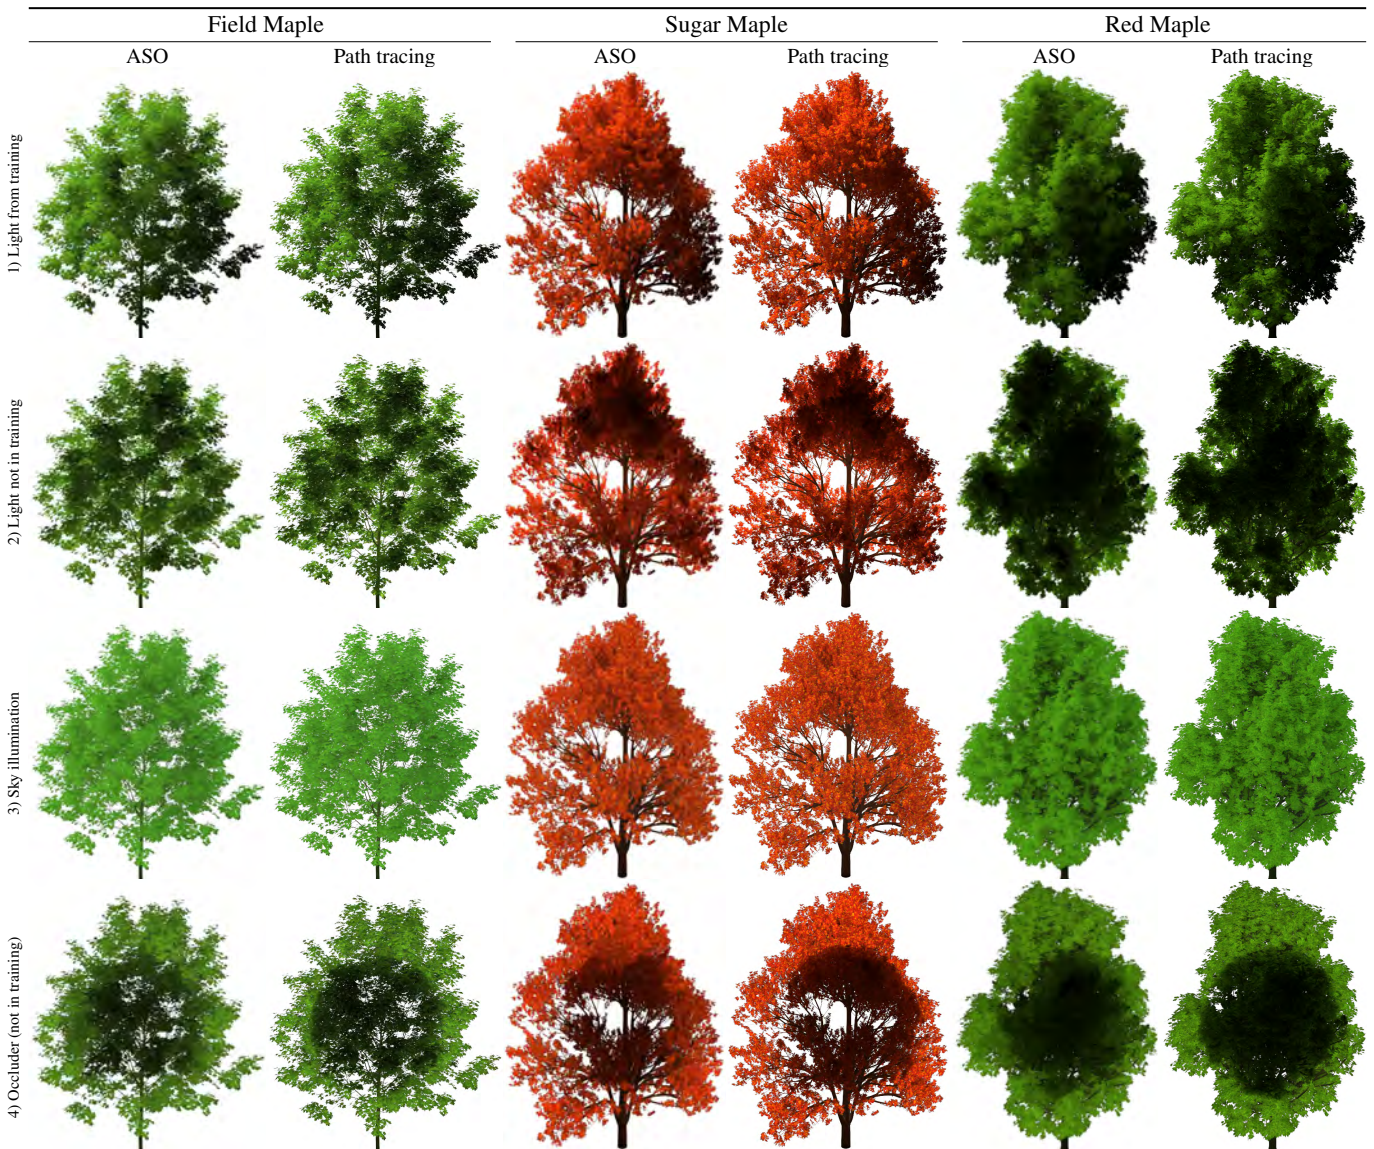 Field Maple Sugar Maple Red Maple
ASO Path tracing ASO Path tracing ASO Path tracing
1) Light from training
2) Light not in training
3) Sky illumination
4) Occluder (not in training)